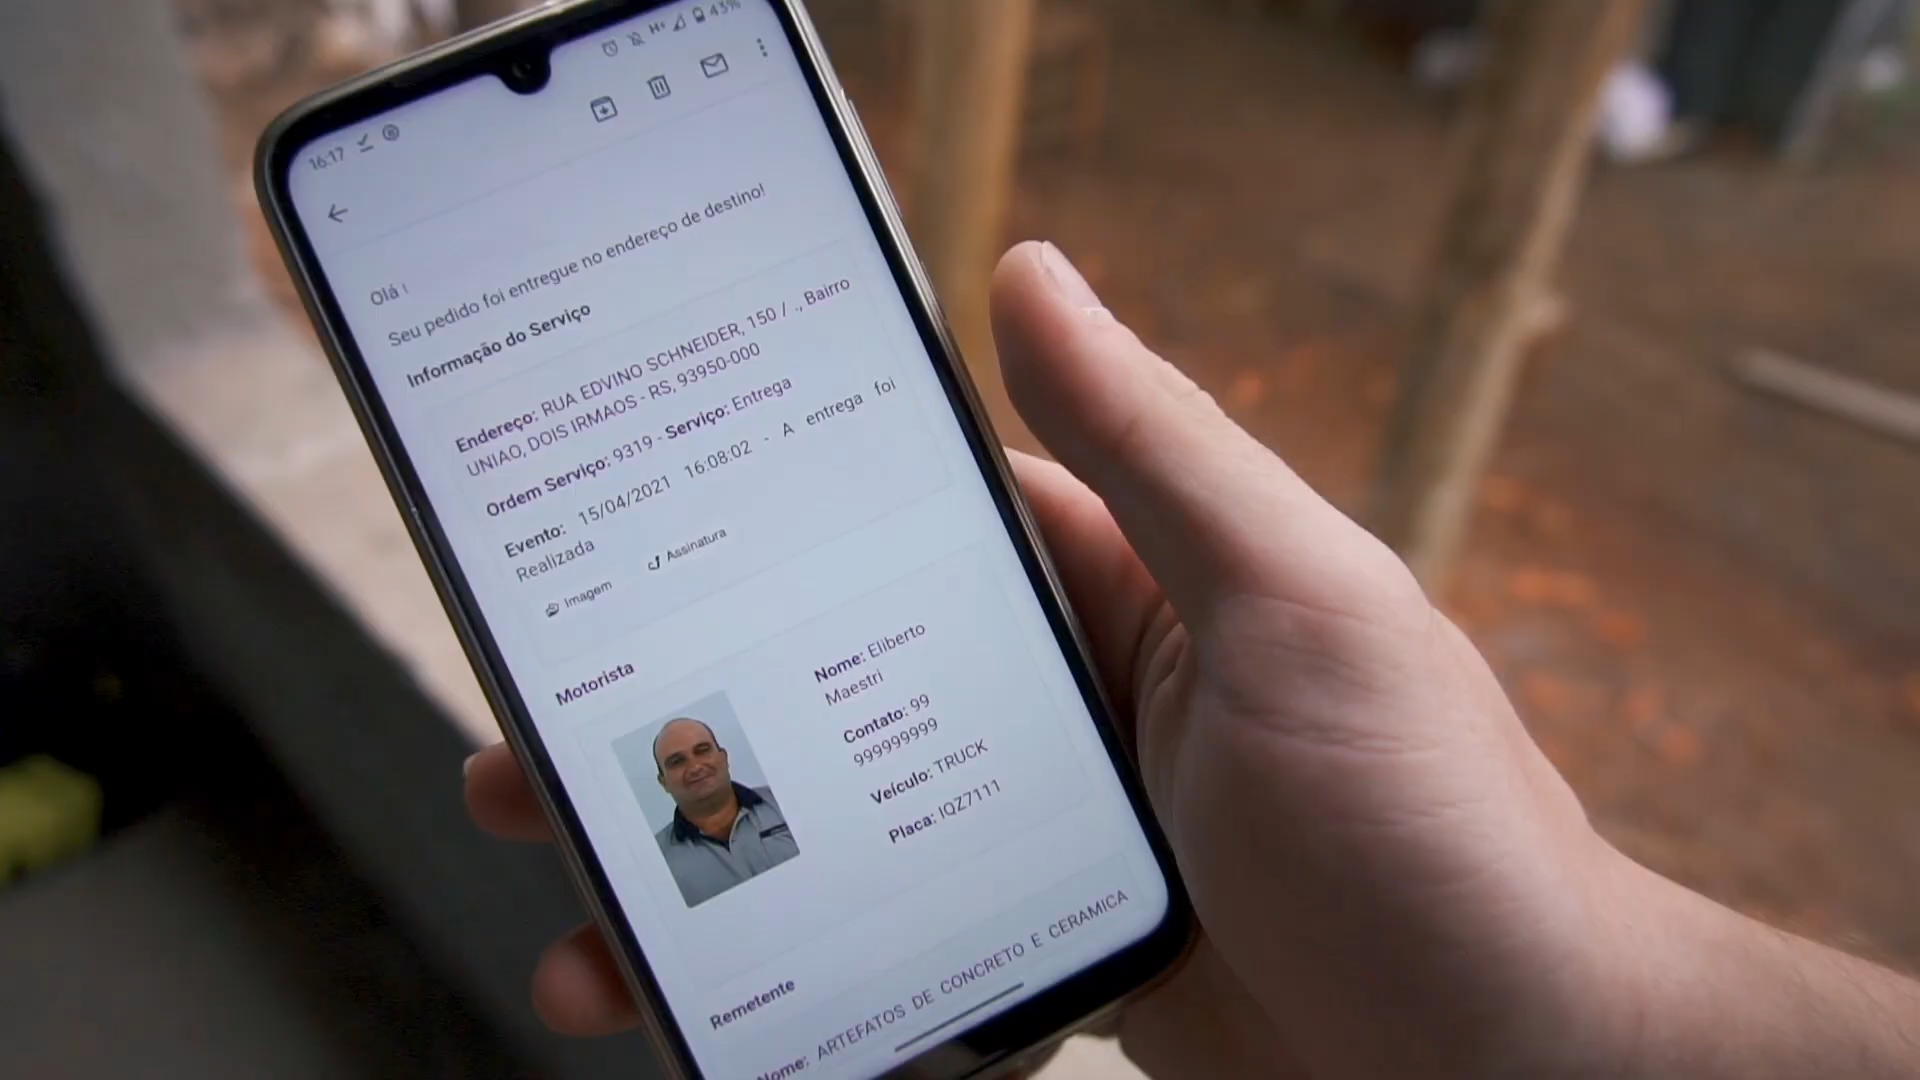 16:17 H+ 43%
Olá !
Seu pedido foi entregue no endereço de destino!
Informação do Serviço
Endereço: RUA EDVINO SCHNEIDER, 150 / ., Bairro
UNIAO, DOIS IRMAOS - RS, 93950-000
Ordem Serviço: 9319 - Serviço: Entrega
Evento: 15/04/2021 16:08:02 - A entrega foi
Realizada
Imagem Assinatura
Motorista
Nome: Eliberto
Maestri
Contato: 99
999999999
Veículo: TRUCK
Placa: IQZ7111
Remetente
Nome: ARTEFATOS DE CONCRETO E CERAMICA